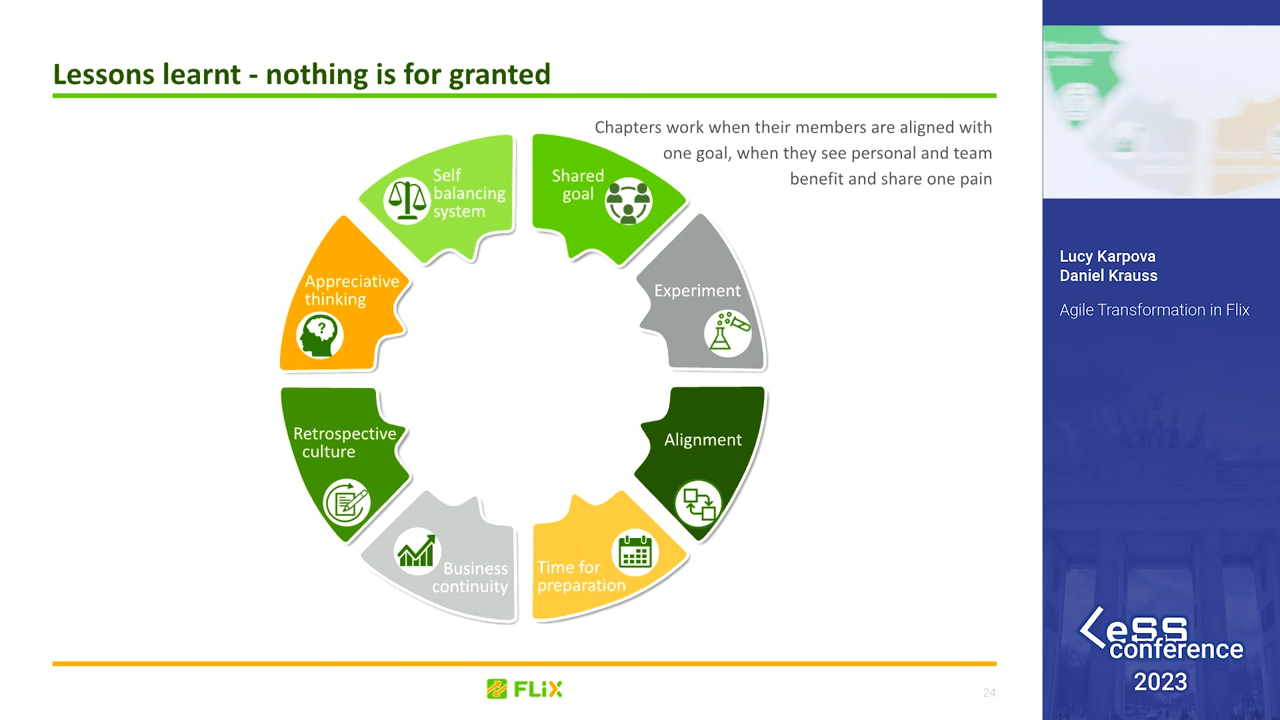 Lessons learnt - nothing is for granted
Chapters work when their members are aligned with
one goal, when they see personal and team
benefit and share one pain
Self
balancing
system
Shared
goal
Experiment
Alignment
Time for
preparation
Business
continuity
Retrospective
culture
Appreciative
thinking
?
FLiX
24
Lucy Karpova
Daniel Krauss
Agile Transformation in Flix
LeSS
conference
2023